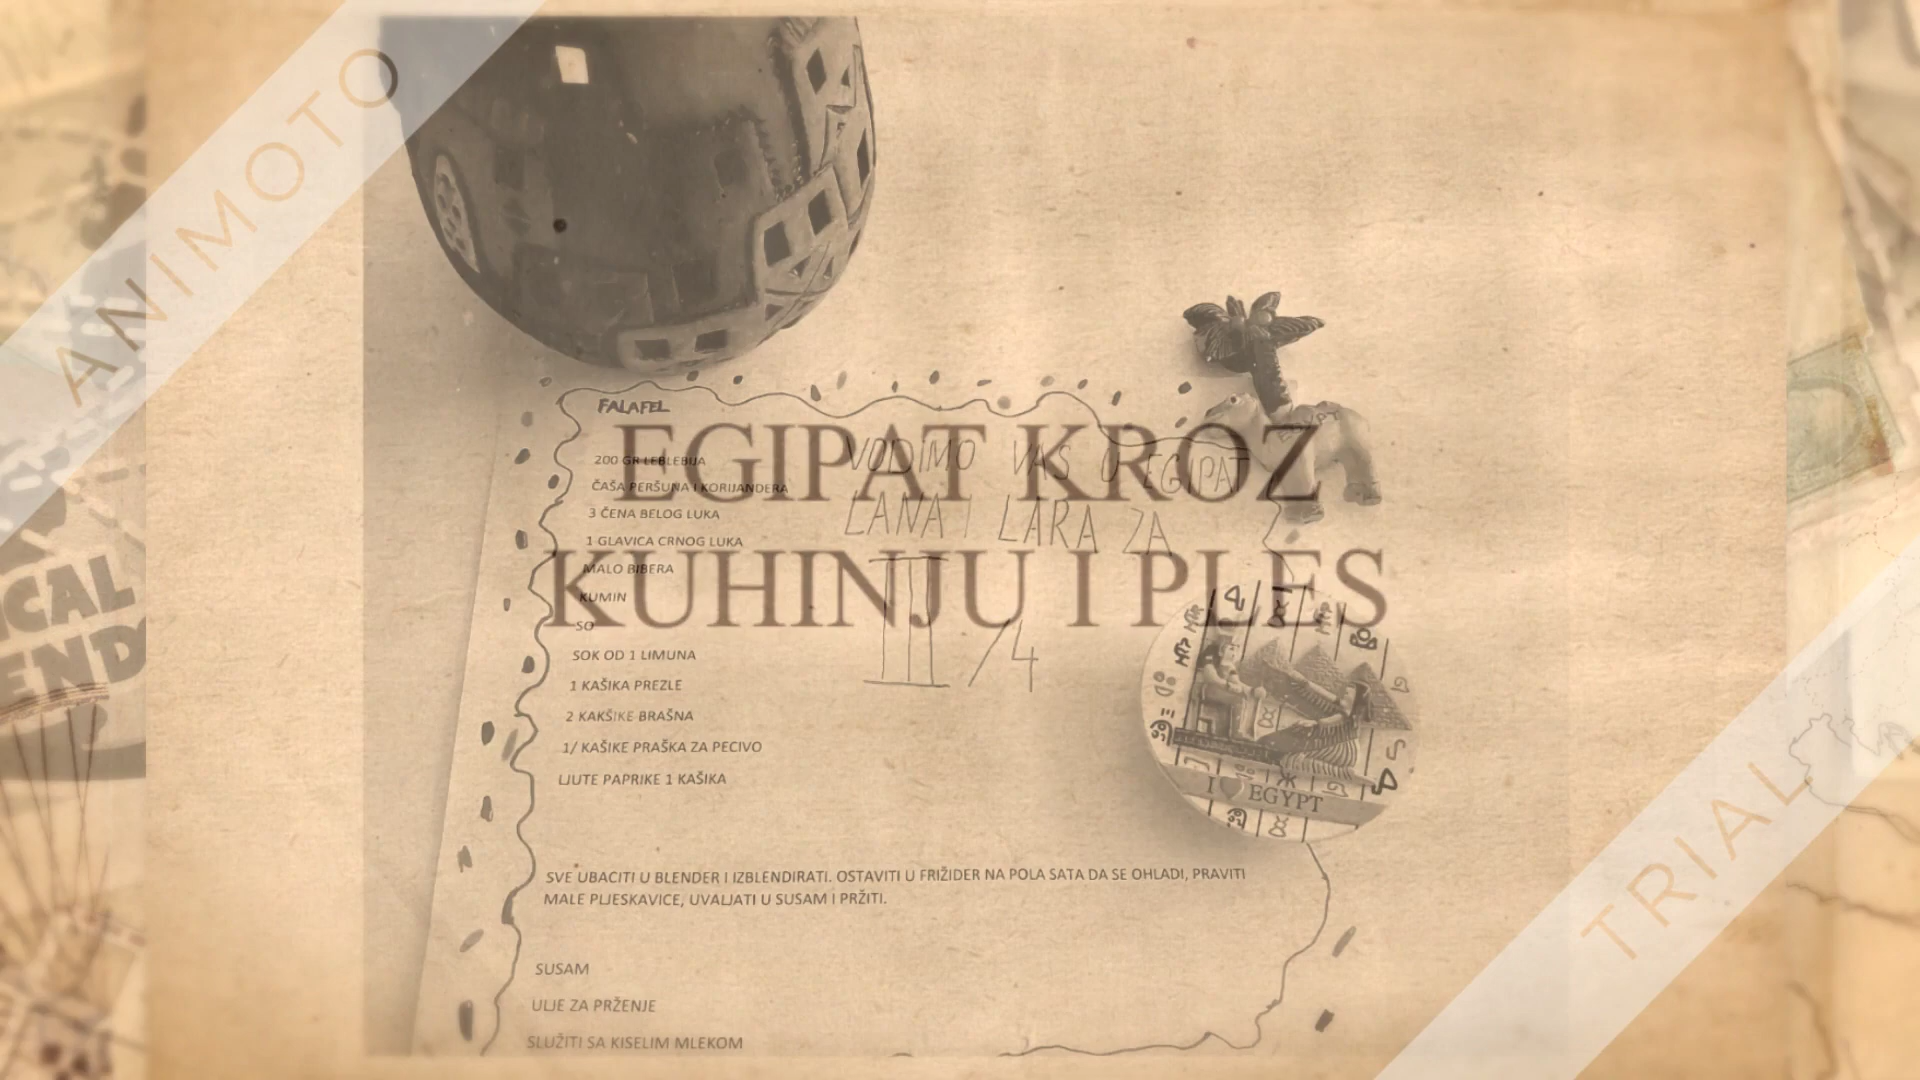 ANIMOTO
FALAFEL
EGIPAT KROZ
KUHINJU I PLES
VODIMO VAS U EGIPAT
LANA I LARA ZA
III/4
200 GR LEBLEBIJA
ČAŠA PERŠUNA I KORIJANDERA
3 ČENA BELOG LUKA
1 GLAVICA CRNOG LUKA
MALO BIBERA
KUMIN
SO
SOK OD 1 LIMUNA
1 KAŠIKA PREZLE
2 KAKŠIKE BRAŠNA
1/ KAŠIKE PRAŠKA ZA PECIVO
LJUTE PAPRIKE 1 KAŠIKA
I EGYPT
SVE UBACITI U BLENDER I IZBLENDIRATI. OSTAVITI U FRIŽIDER NA POLA SATA DA SE OHLADI, PRAVITI
MALE PLJESKAVICE, UVALJATI U SUSAM I PRŽITI.
SUSAM
ULJE ZA PRŽENJE
SLUŽITI SA KISELIM MLEKOM
TRIAL